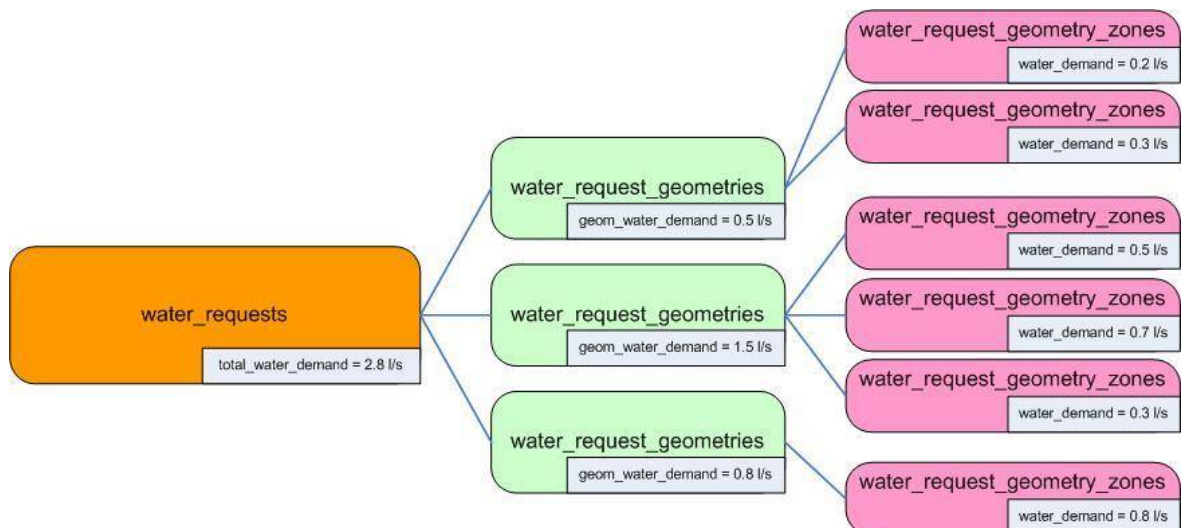 water_request_geometry_zones
water_demand = 0.2 l/s
water_request_geometry_zones
water_demand = 0.3 l/s
water_request_geometries
geom_water_demand = 0.5 l/s
water_request_geometry_zones
water_demand = 0.5 l/s
water_requests
total_water_demand = 2.8 l/s
water_request_geometries
geom_water_demand = 1.5 l/s
water_request_geometry_zones
water_demand = 0.7 l/s
water_request_geometry_zones
water_demand = 0.3 l/s
water_request_geometries
geom_water_demand = 0.8 l/s
water_request_geometry_zones
water_demand = 0.8 l/s